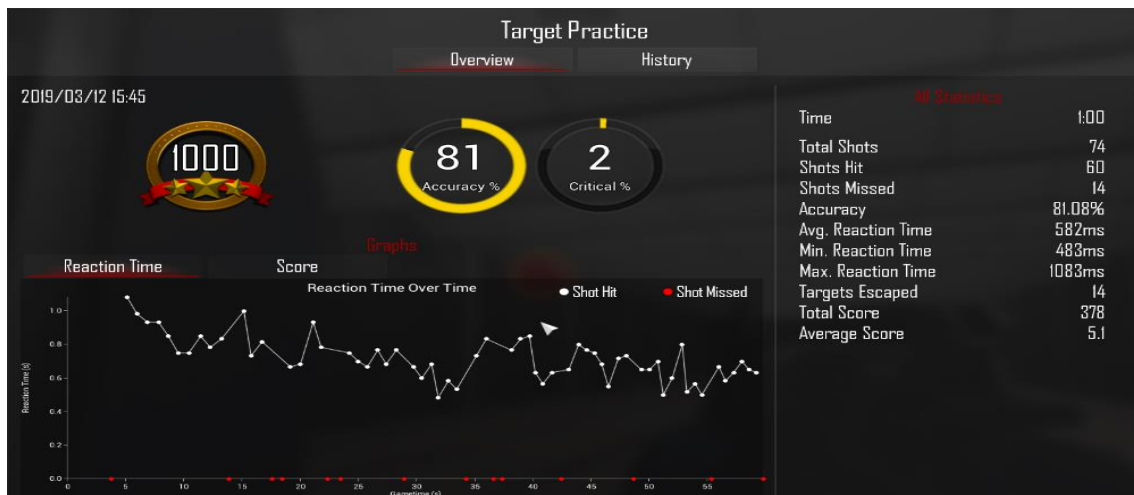 Target Practice
Overview
History
2019/03/12 15:45
1000
81
Accuracy %
2
Critical %
All Statistics
Time 1:00
Total Shots 74
Shots Hit 60
Shots Missed 14
Accuracy 81.08%
Avg. Reaction Time 582ms
Min. Reaction Time 483ms
Max. Reaction Time 1083ms
Targets Escaped 14
Total Score 378
Average Score 5.1
Graphs
Reaction Time
Score
Reaction Time Over Time
Shot Hit
Shot Missed
Reaction Time (s)
1.0
0.8
0.6
0.4
0.2
0.0
0 5 10 15 20 25 30 35 40 45 50 55
Gametime (s)